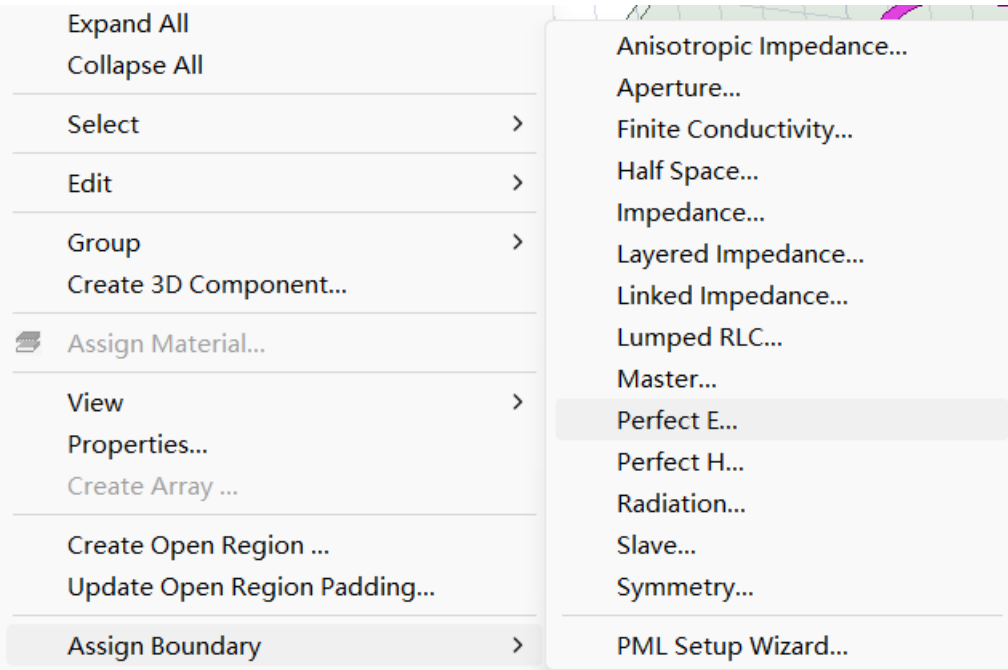 Expand All
Collapse All
Select
Edit
Group
Create 3D Component...
Assign Material...
View
Properties...
Create Array ...
Create Open Region ...
Update Open Region Padding...
Assign Boundary
Anisotropic Impedance...
Aperture...
Finite Conductivity...
Half Space...
Impedance...
Layered Impedance...
Linked Impedance...
Lumped RLC...
Master...
Perfect E...
Perfect H...
Radiation...
Slave...
Symmetry...
PML Setup Wizard...